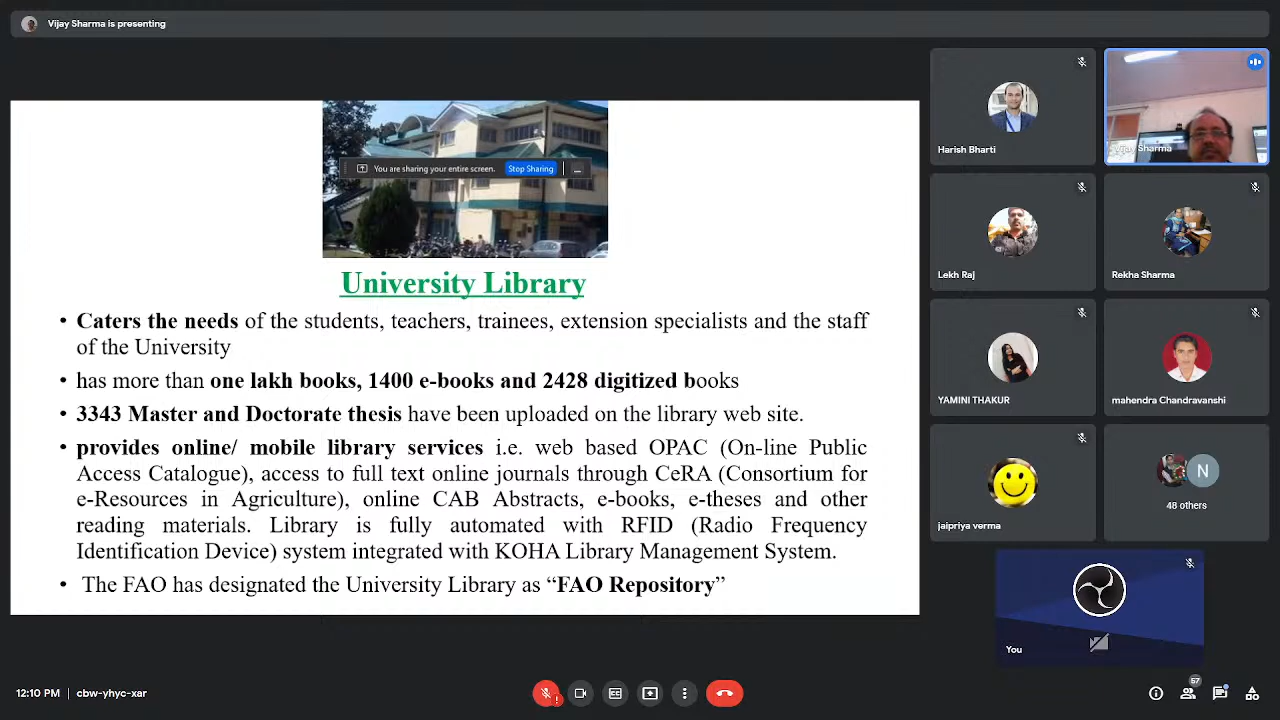 Vijay Sharma is presenting
You are sharing your entire screen.
Stop Sharing
University Library
• Caters the needs of the students, teachers, trainees, extension specialists and the staff
of the University
• has more than one lakh books, 1400 e-books and 2428 digitized books
• 3343 Master and Doctorate thesis have been uploaded on the library web site.
• provides online/ mobile library services i.e. web based OPAC (On-line Public
Access Catalogue), access to full text online journals through CeRA (Consortium for
e-Resources in Agriculture), online CAB Abstracts, e-books, e-theses and other
reading materials. Library is fully automated with RFID (Radio Frequency
Identification Device) system integrated with KOHA Library Management System.
• The FAO has designated the University Library as “FAO Repository”
Harish Bharti
Vijay Sharma
Lekh Raj
Rekha Sharma
YAMINI THAKUR
mahendra Chandravanshi
jaipriya verma
N
48 others
You
12:10 PM | cbw-yhyc-xar
57